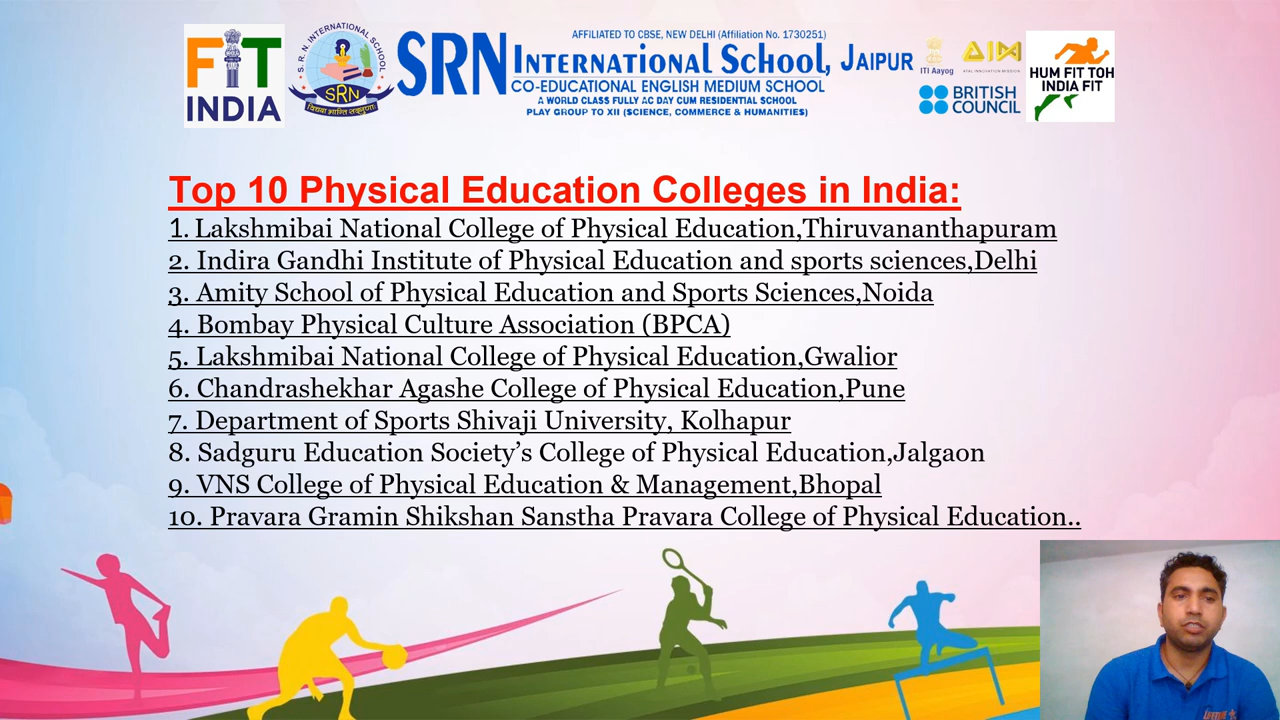 FIT
INDIA
S. R. N. INTERNATIONAL SCHOOL
SRN
SRN
AFFILIATED TO CBSE, NEW DELHI (Affiliation No. 1730251)
INTERNATIONAL SCHOOL, JAIPUR
CO-EDUCATIONAL ENGLISH MEDIUM SCHOOL
A WORLD CLASS FULLY AC DAY CUM RESIDENTIAL SCHOOL
PLAY GROUP TO XII (SCIENCE, COMMERCE & HUMANITIES)
ITI Aayog
AIM
ATAL INNOVATION MISSION
BRITISH
COUNCIL
HUM FIT TOH
INDIA FIT
Top 10 Physical Education Colleges in India:
1. Lakshmibai National College of Physical Education,Thiruvananthapuram
2. Indira Gandhi Institute of Physical Education and sports sciences,Delhi
3. Amity School of Physical Education and Sports Sciences,Noida
4. Bombay Physical Culture Association (BPCA)
5. Lakshmibai National College of Physical Education,Gwalior
6. Chandrashekhar Agashe College of Physical Education,Pune
7. Department of Sports Shivaji University, Kolhapur
8. Sadguru Education Society’s College of Physical Education,Jalgaon
9. VNS College of Physical Education & Management,Bhopal
10. Pravara Gramin Shikshan Sanstha Pravara College of Physical Education..